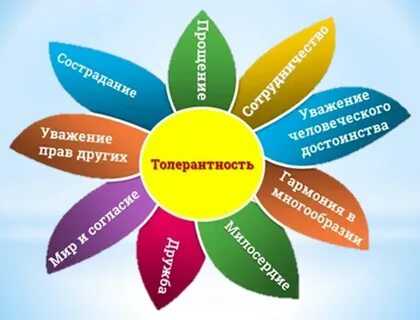 Толерантность
Прощение
Сотрудничество
Уважение
человеческого
достоинства
Гармония в
многообразии
Милосердие
Дружба
Мир и согласие
Уважение
прав других
Сострадание